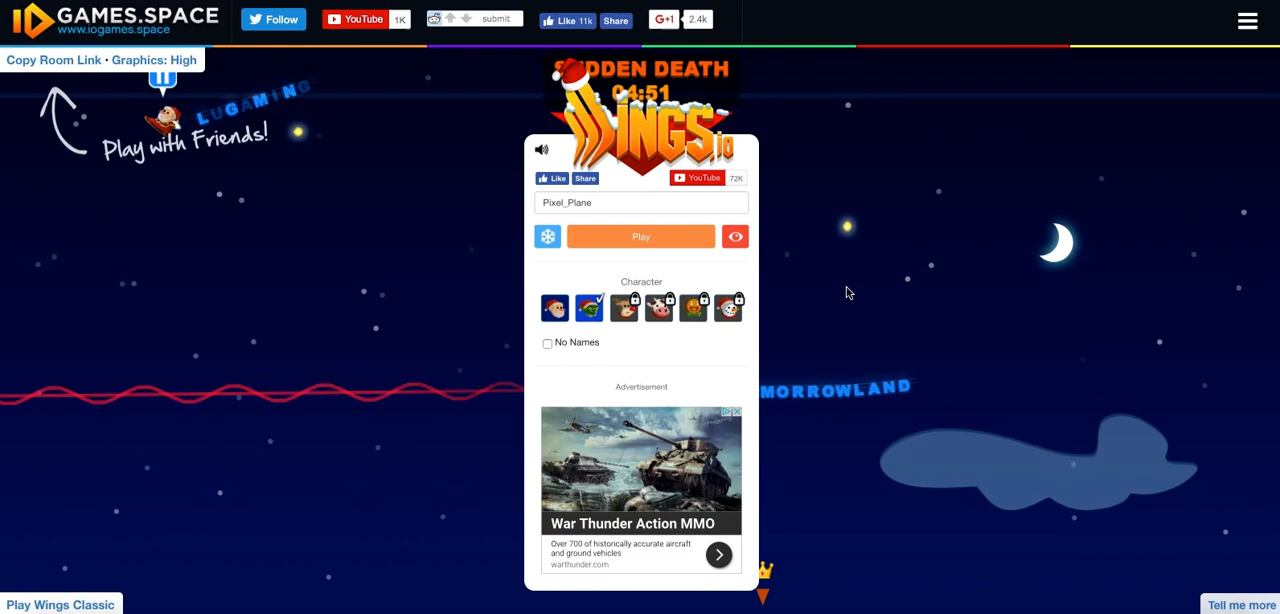 GAMES.SPACE
www.iogames.space
Follow
YouTube 1K
submit
Like 11k Share
G+1 2.4k
Copy Room Link • Graphics: High
LUGAMING
Play with Friends!
SUDDEN DEATH
04:51
WINGS.io
Like Share
YouTube 72K
Pixel_Plane
Play
Character
No Names
Advertisement
MORROWLAND
War Thunder Action MMO
Over 700 of historically accurate aircraft
and ground vehicles
warthunder.com
Play Wings Classic
Tell me more